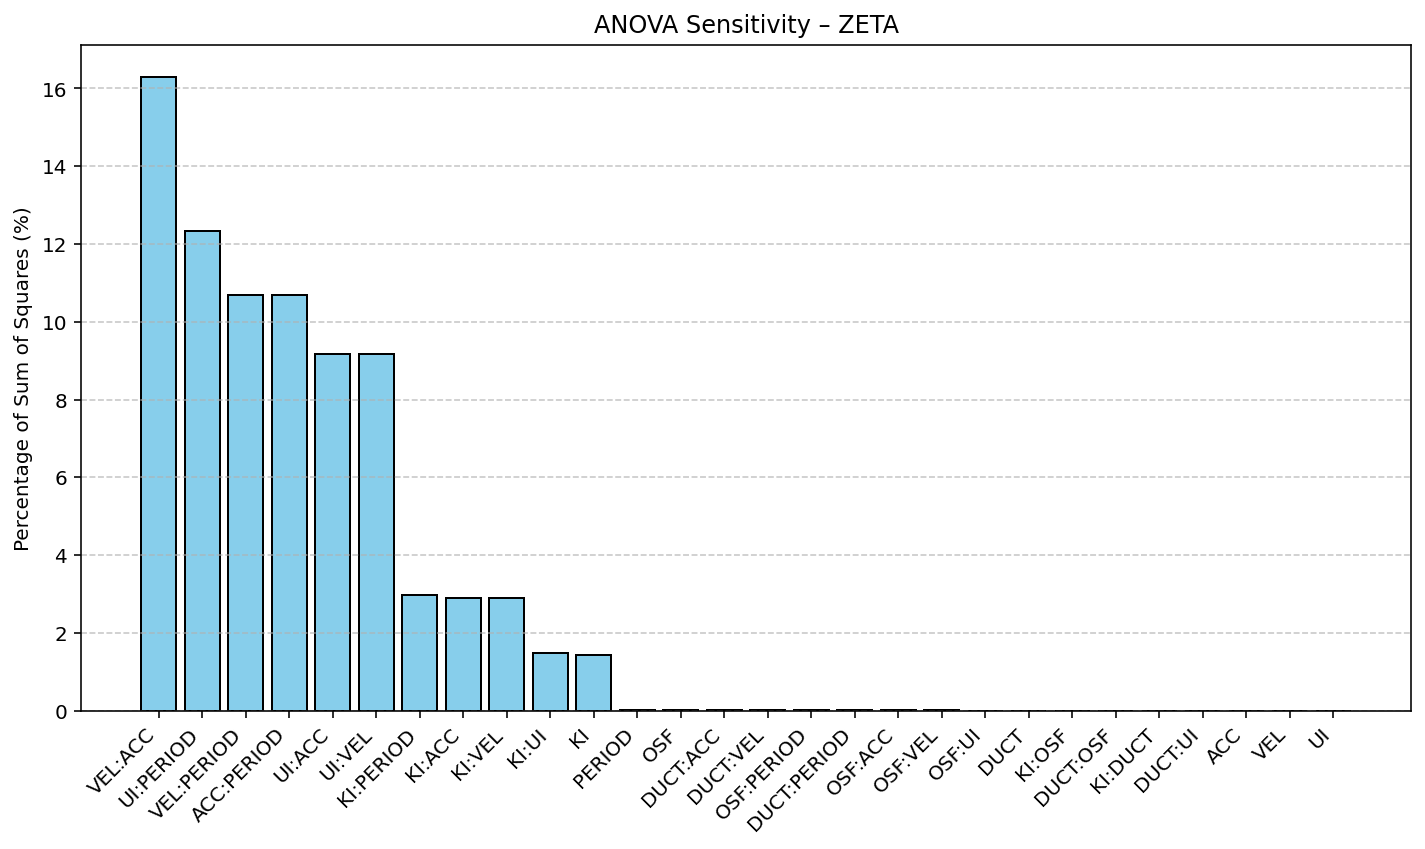 ANOVA Sensitivity – ZETA
Percentage of Sum of Squares (%)
16
14
12
10
8
6
4
2
0
VEL:ACC
UI:PERIOD
VEL:PERIOD
ACC:PERIOD
UI:ACC
UI:VEL
KI:PERIOD
KI:ACC
KI:VEL
KI:UI
KI
PERIOD
OSF
DUCT:ACC
DUCT:VEL
OSF:PERIOD
DUCT:PERIOD
OSF:ACC
OSF:VEL
OSF:UI
DUCT
KI:OSF
DUCT:OSF
KI:DUCT
DUCT:UI
ACC
VEL
UI